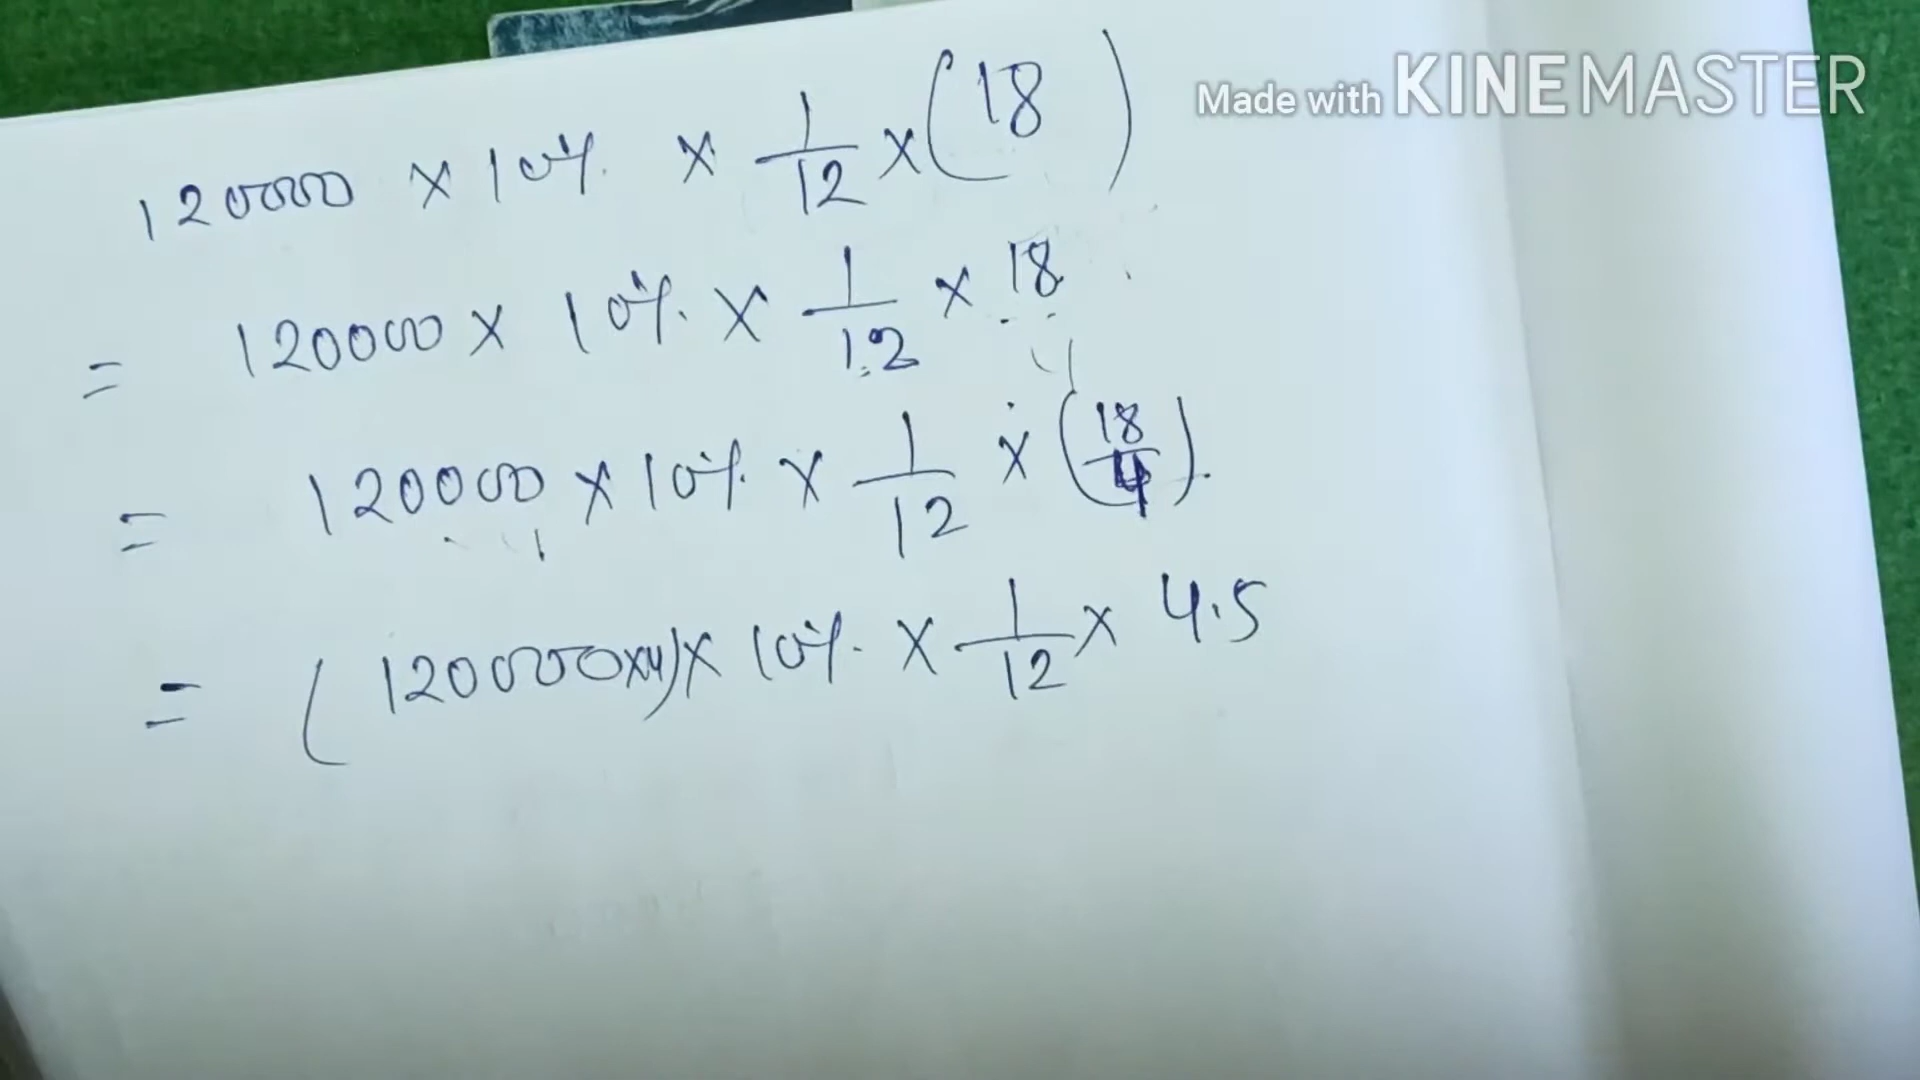 Made with KINEMASTER
120000 × 10% × 1/12 × (18)
= 120000 × 10% × 1/12 × 18
= 120000 × 10% × 1/12 × (18/4)
= (120000×4) × 10% × 1/12 × 4.5